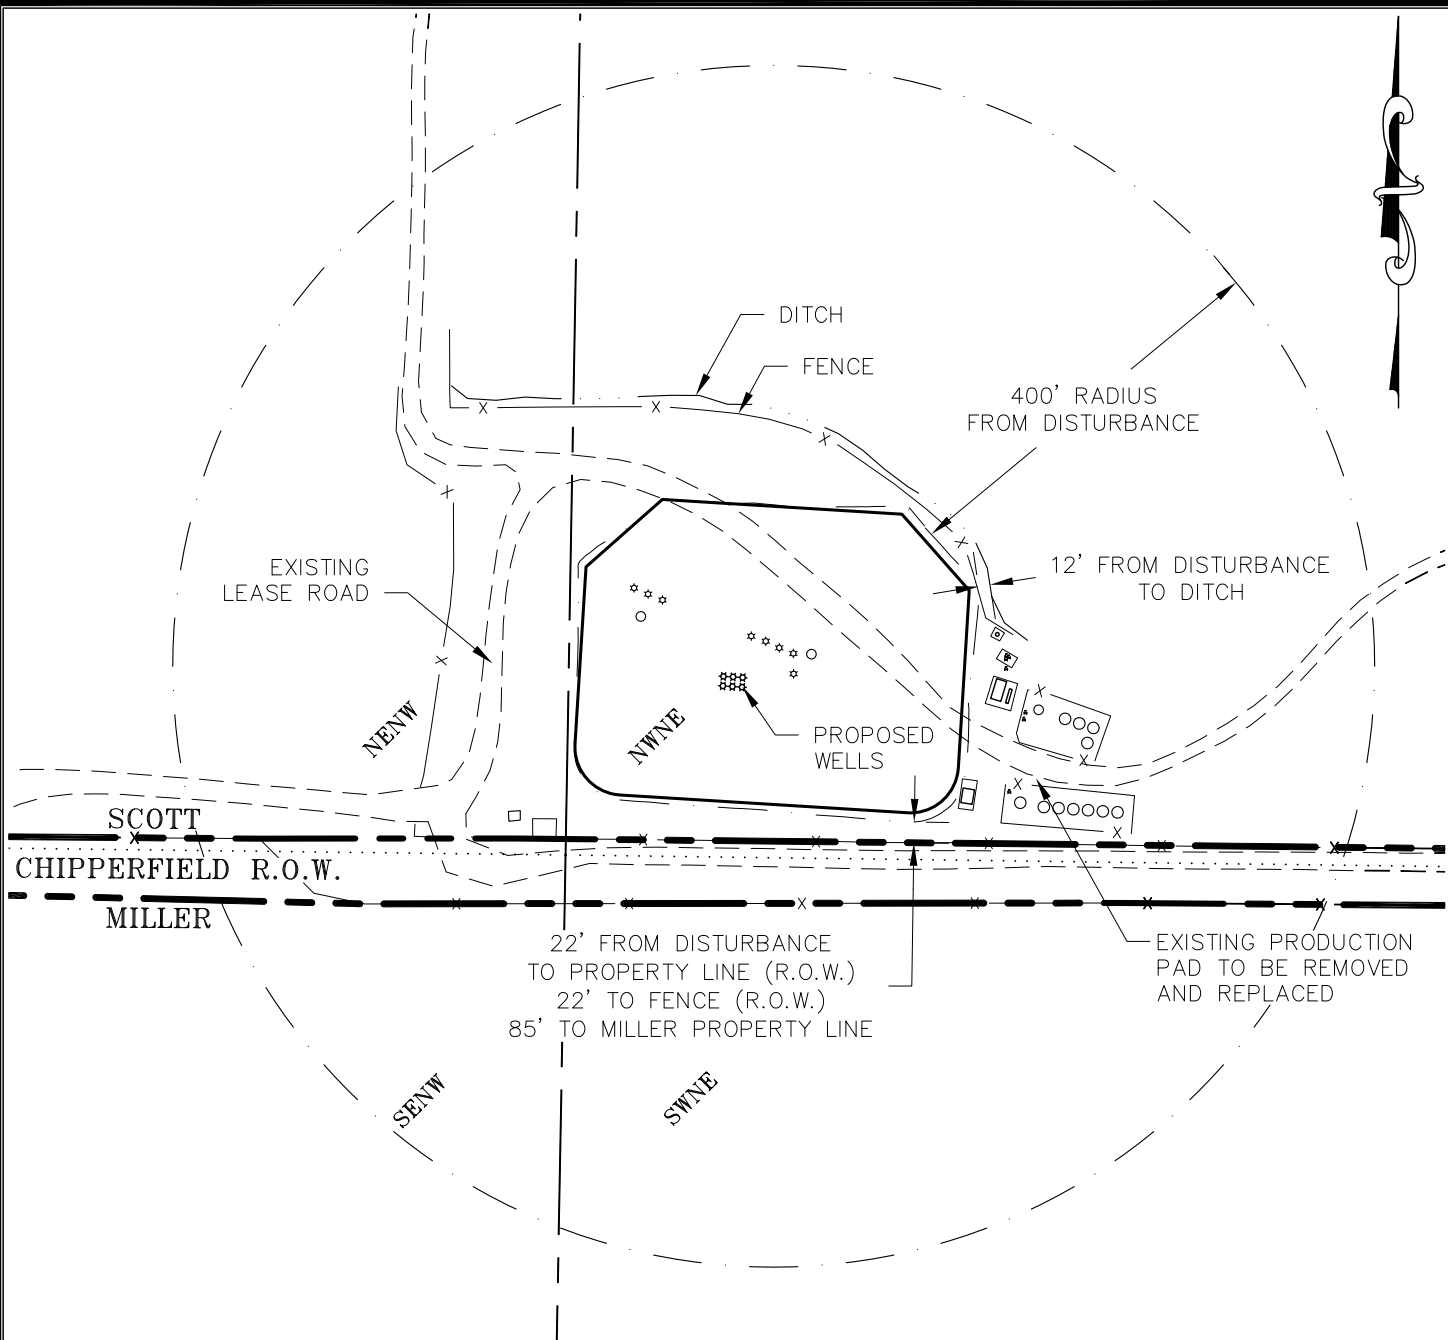 DITCH
FENCE
400' RADIUS
FROM DISTURBANCE
EXISTING
LEASE ROAD
12' FROM DISTURBANCE
TO DITCH
NENW
NWNE
PROPOSED
WELLS
SCOTT
CHIPPERFIELD R.O.W.
MILLER
22' FROM DISTURBANCE
TO PROPERTY LINE (R.O.W.)
22' TO FENCE (R.O.W.)
85' TO MILLER PROPERTY LINE
EXISTING PRODUCTION
PAD TO BE REMOVED
AND REPLACED
SENW
SWNE